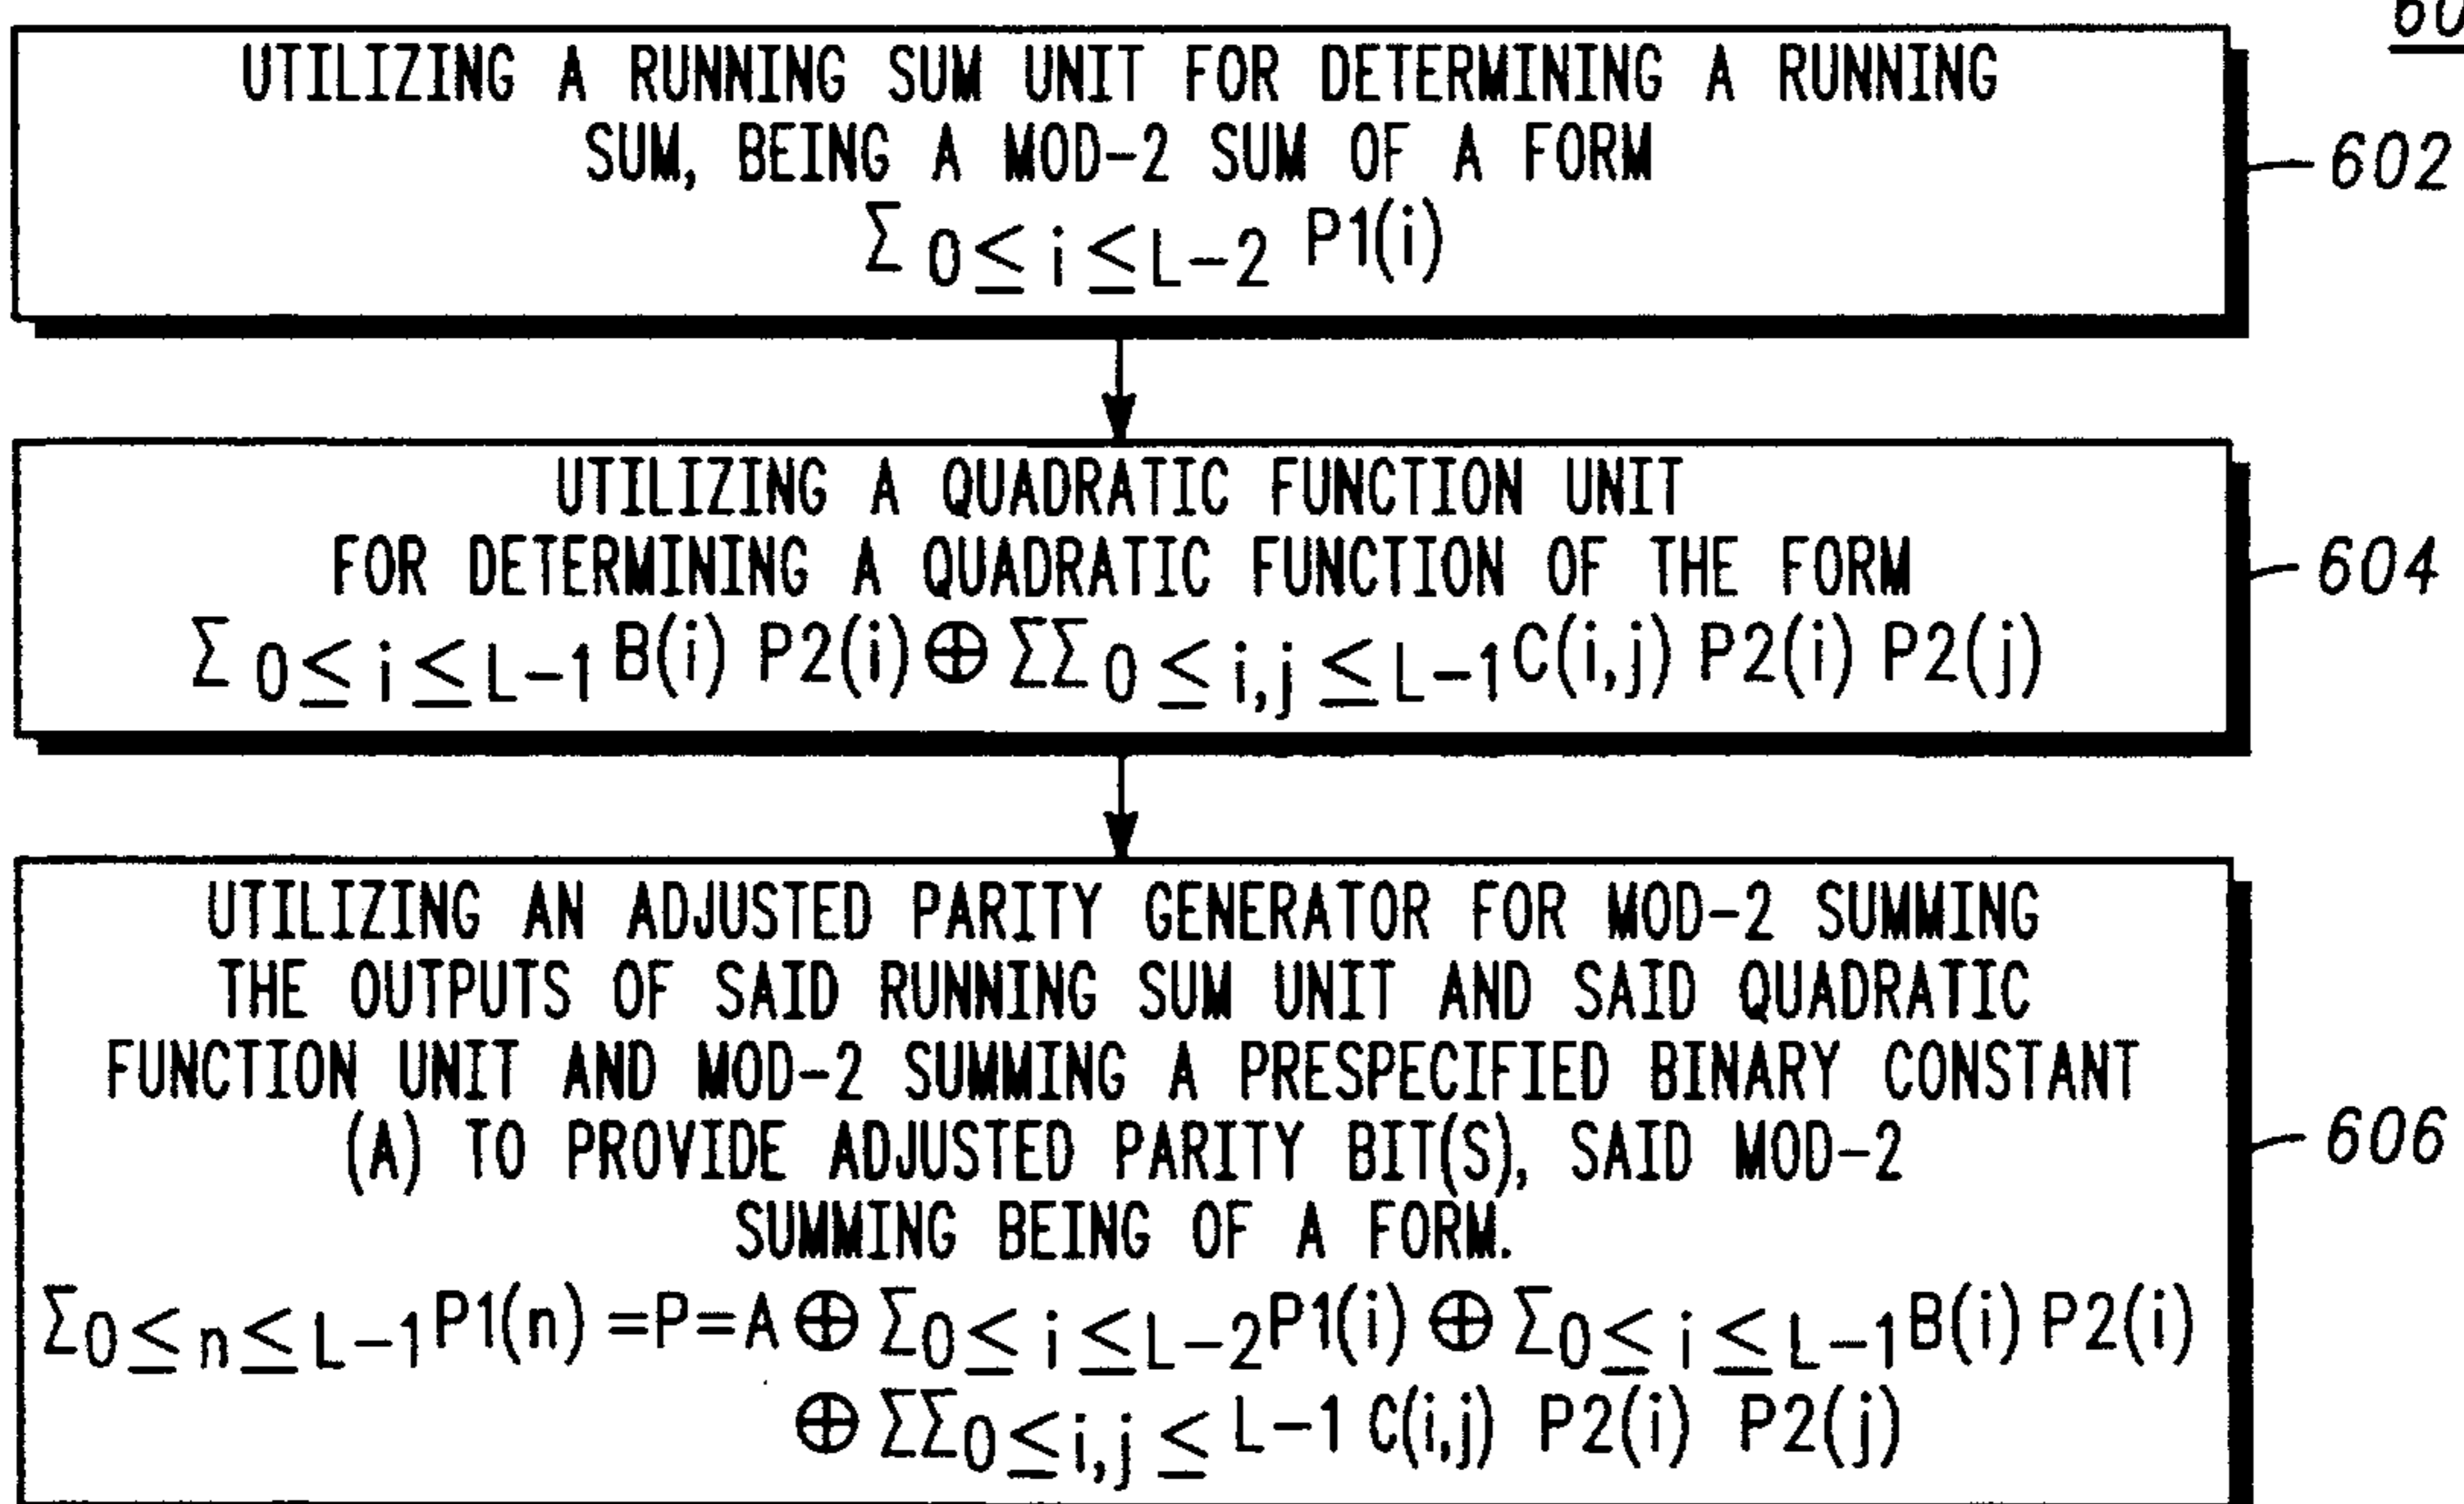 UTILIZING A RUNNING SUM UNIT FOR DETERMINING A RUNNING
SUM, BEING A MOD-2 SUM OF A FORM
Σ 0≤ i ≤L-2 P1(i)
602
UTILIZING A QUADRATIC FUNCTION UNIT
FOR DETERMINING A QUADRATIC FUNCTION OF THE FORM
Σ 0≤ i ≤L-1 B(i) P2(i) ⊕ ΣΣ 0≤ i,j ≤L-1 C(i,j) P2(i) P2(j)
604
UTILIZING AN ADJUSTED PARITY GENERATOR FOR MOD-2 SUMMING
THE OUTPUTS OF SAID RUNNING SUM UNIT AND SAID QUADRATIC
FUNCTION UNIT AND MOD-2 SUMMING A PRESPECIFIED BINARY CONSTANT
(A) TO PROVIDE ADJUSTED PARITY BIT(S), SAID MOD-2
SUMMING BEING OF A FORM.
Σ0≤ n≤ L-1 P1(n) =P=A ⊕ Σ0≤ i ≤L-2 P1(i) ⊕ Σ0≤ i ≤L-1 B(i) P2(i)
⊕ ΣΣ0≤i,j ≤ L-1 C(i,j) P2(i) P2(j)
606